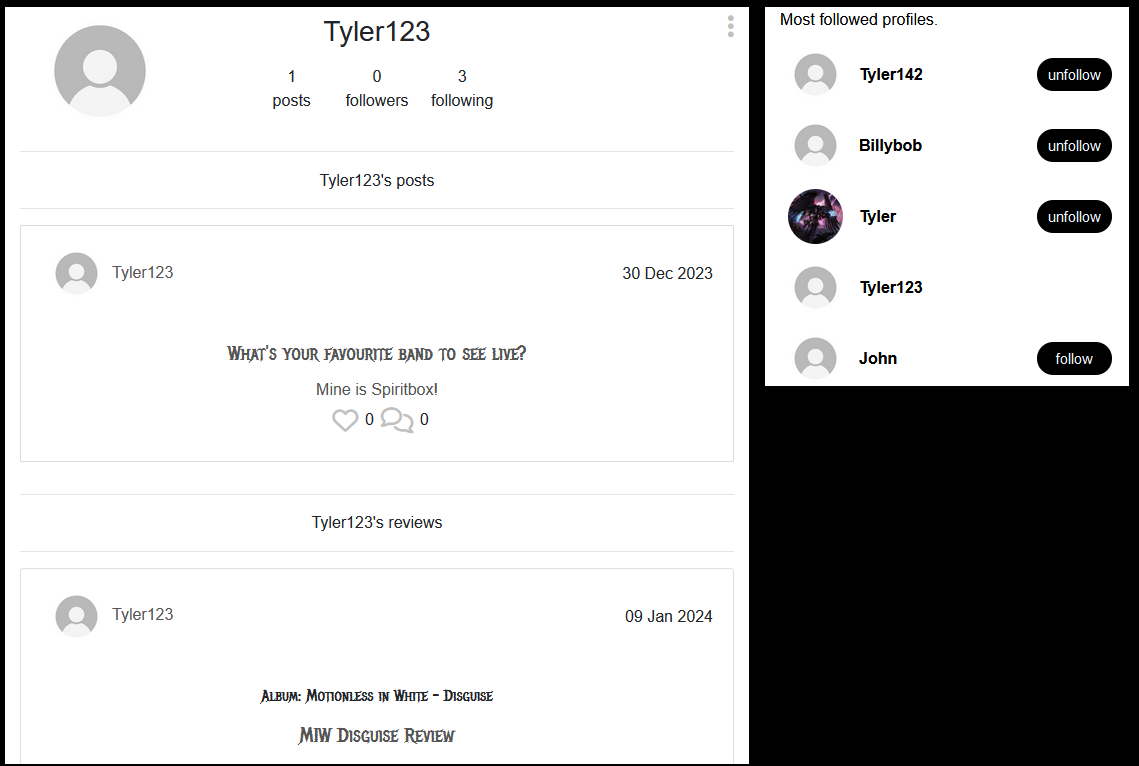 Tyler123
1 0 3
posts followers following
Tyler123's posts
Tyler123 30 Dec 2023
What's your favourite band to see live?
Mine is Spiritbox!
0 0
Tyler123's reviews
Tyler123 09 Jan 2024
Album: Motionless in White - Disguise
MIW Disguise Review
Most followed profiles.
Tyler142 unfollow
Billybob unfollow
Tyler unfollow
Tyler123
John follow